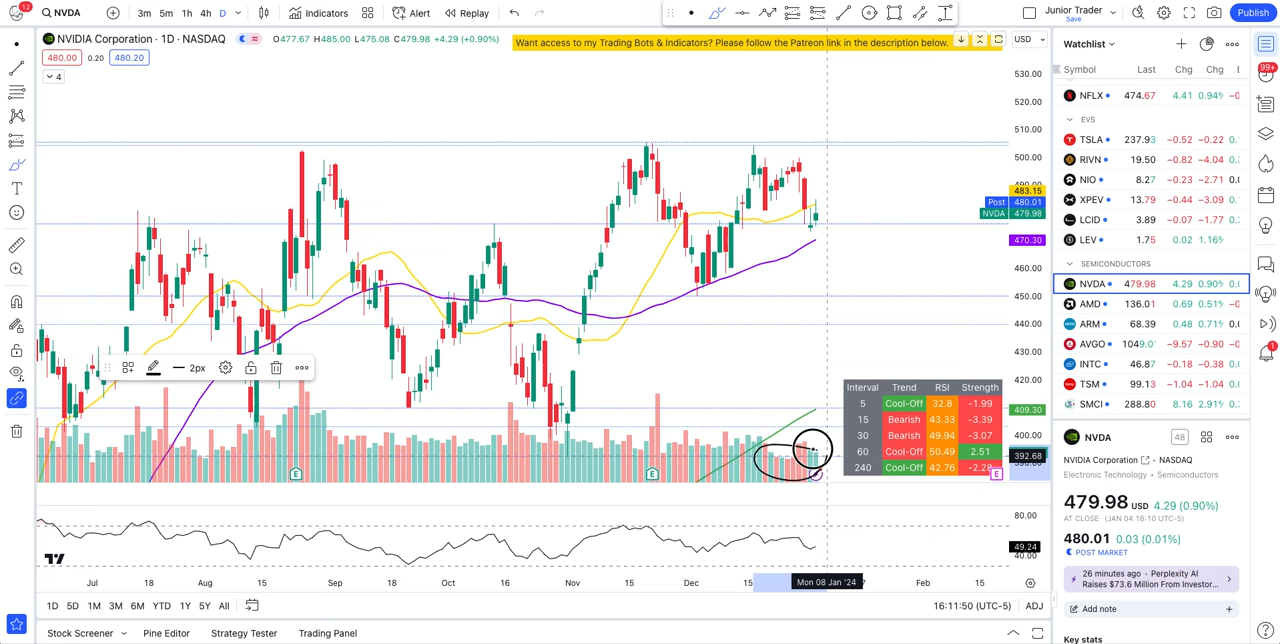 12
NVDA
3m 5m 1h 4h D
Indicators
Alert
Replay
Junior Trader
Save
Publish
NVIDIA Corporation · 1D · NASDAQ
O477.67 H485.00 L475.08 C479.98 +4.29 (+0.90%)
Want access to my Trading Bots & Indicators? Please follow the Patreon link in the description below.
USD
480.00 0.20 480.20
4
530.00
520.00
510.00
500.00
483.15
Post 480.01
NVDA 479.98
470.30
460.00
450.00
440.00
430.00
420.00
409.30
400.00
392.68
Interval Trend RSI Strength
5 Cool-Off 32.8 -1.99
15 Bearish 43.33 -3.39
30 Bearish 49.94 -3.07
60 Cool-Off 50.49 2.51
240 Cool-Off 42.76 -2.28
2px
E E E
80.00
49.24
40.00
Jul 18 Aug 15 Sep 18 Oct 16 Nov 15 Dec 15 Mon 08 Jan '24 Feb 15
1D 5D 1M 3M 6M YTD 1Y 5Y All
16:11:50 (UTC-5) ADJ
Stock Screener Pine Editor Strategy Tester Trading Panel
Watchlist
Symbol Last Chg Chg
NFLX 474.67 4.41 0.94%
EVS
TSLA 237.93 −0.52 −0.22
RIVN 19.50 −0.82 −4.04
NIO 8.27 −0.23 −2.71
XPEV 13.79 −0.44 −3.09
LCID 3.89 −0.07 −1.77
LEV 1.75 0.02 1.16%
SEMICONDUCTORS
NVDA 479.98 4.29 0.90%
AMD 136.01 0.69 0.51%
ARM 68.39 0.48 0.71%
AVGO 1049.01 −9.57 −0.90
INTC 46.87 −0.18 −0.38
TSM 99.13 −1.04 −1.04
SMCI 288.80 8.16 2.91%
NVDA
48
NVIDIA Corporation · NASDAQ
Electronic Technology · Semiconductors
479.98 USD 4.29 (0.90%)
AT CLOSE (JAN 04 16:10 UTC-5)
480.01 0.03 (0.01%)
POST MARKET
26 minutes ago · Perplexity AI
Raises $73.6 Million From Investor...
Add note
Key stats
99+
1